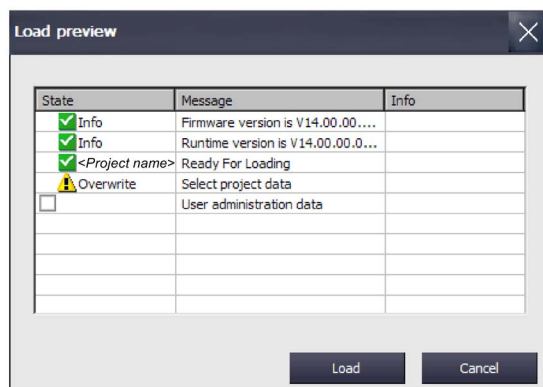 Load preview
State Message Info
Info Firmware version is V14.00.00....
Info Runtime version is V14.00.00.0...
<Project name> Ready For Loading
Overwrite Select project data
User administration data
Load Cancel